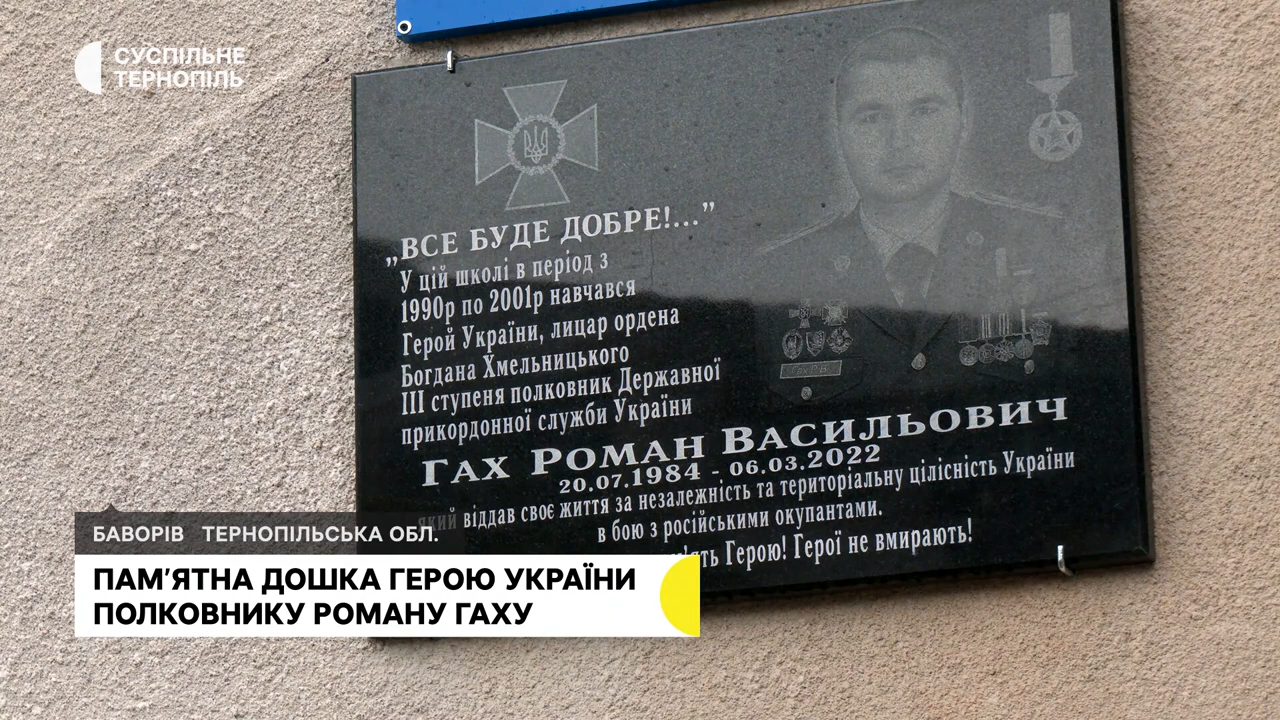 СУСПІЛЬНЕ
ТЕРНОПІЛЬ
„ВСЕ БУДЕ ДОБРЕ!...”
У цій школі в період з
1990р по 2001р навчався
Герой України, лицар ордена
Богдана Хмельницького
ІІІ ступеня полковник Державної
прикордонної служби України
ГАХ РОМАН ВАСИЛЬОВИЧ
20.07.1984 - 06.03.2022
який віддав своє життя за незалежність та територіальну цілісність України
в бою з російськими окупантами.
Герою! Герої не вмирають!
БАВОРІВ ТЕРНОПІЛЬСЬКА ОБЛ.
ПАМ’ЯТНА ДОШКА ГЕРОЮ УКРАЇНИ
ПОЛКОВНИКУ РОМАНУ ГАХУ